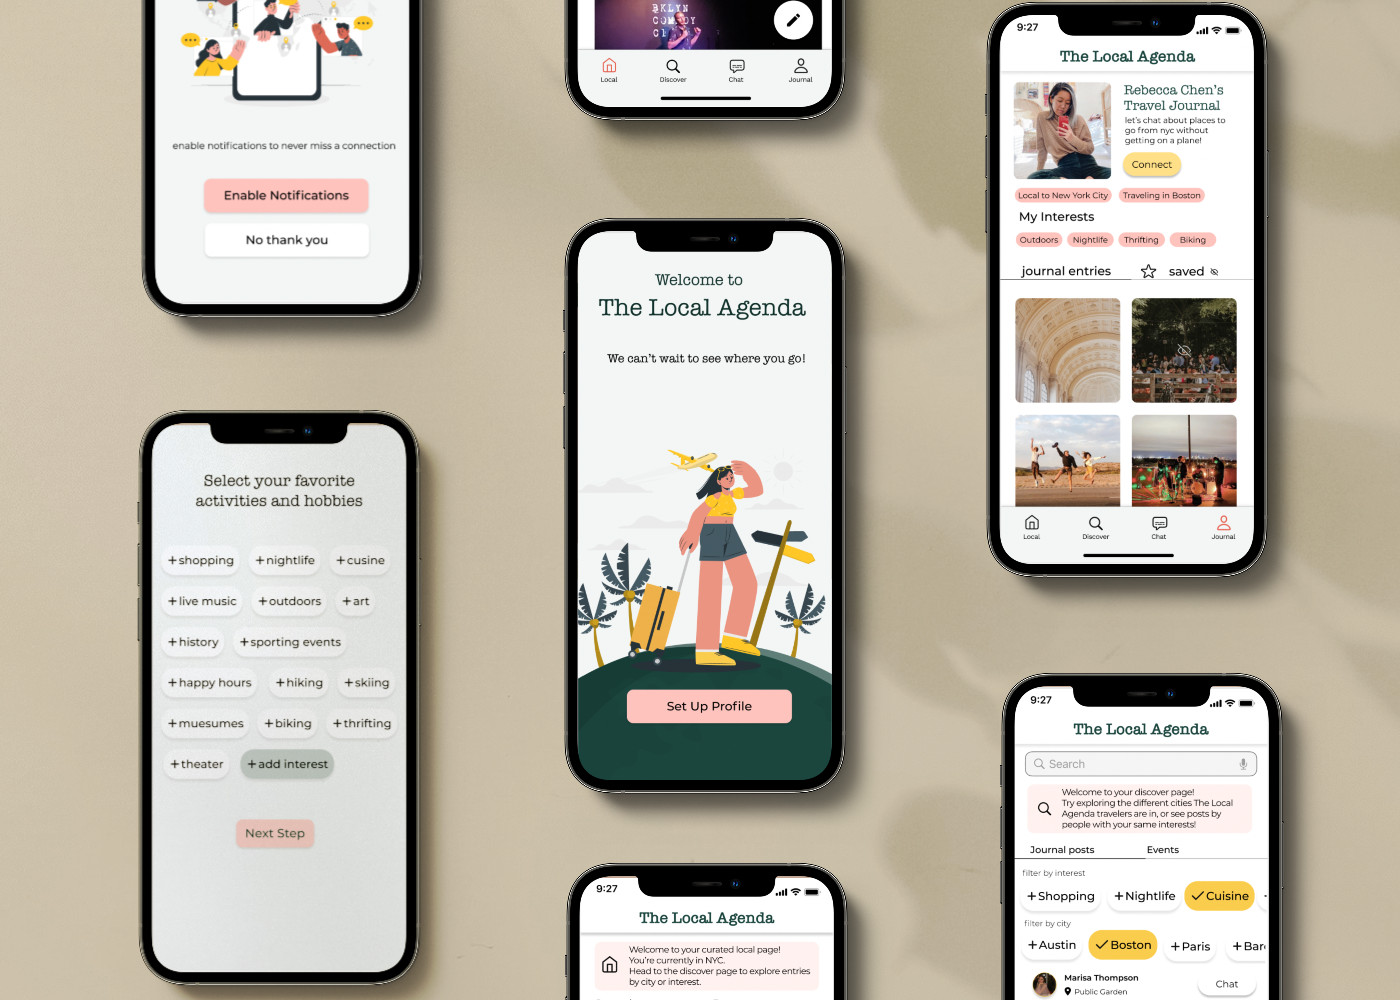 enable notifications to never miss a connection
Enable Notifications
No thank you
Select your favorite
activities and hobbies
+shopping
+nightlife
+cusine
+live music
+outdoors
+art
+history
+sporting events
+happy hours
+hiking
+skiing
+muesumes
+biking
+thrifting
+theater
+add interest
Next Step
BKLYN
COMEDY
Local
Discover
Chat
Journal
Welcome to
The Local Agenda
We can't wait to see where you go!
Set Up Profile
9:27
The Local Agenda
Welcome to your curated local page!
You're currently in NYC.
Head to the discover page to explore entries
by city or interest.
9:27
The Local Agenda
Rebecca Chen's
Travel Journal
let's chat about places to
go from nyc without
getting on a plane!
Connect
Local to New York City
Traveling in Boston
My Interests
Outdoors
Nightlife
Thrifting
Biking
journal entries
saved
Local
Discover
Chat
Journal
9:27
The Local Agenda
Search
Welcome to your discover page!
Try exploring the different cities The Local
Agenda travelers are in, or see posts by
people with your same interests!
Journal posts
Events
filter by interest
+Shopping
+Nightlife
Cuisine
filter by city
+Austin
Boston
+Paris
+Bar
Marisa Thompson
Public Garden
Chat